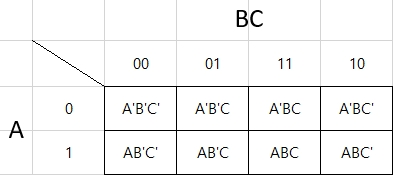 BC
00 01 11 10
0 A'B'C' A'B'C A'BC A'BC'
A
1 AB'C' AB'C ABC ABC'